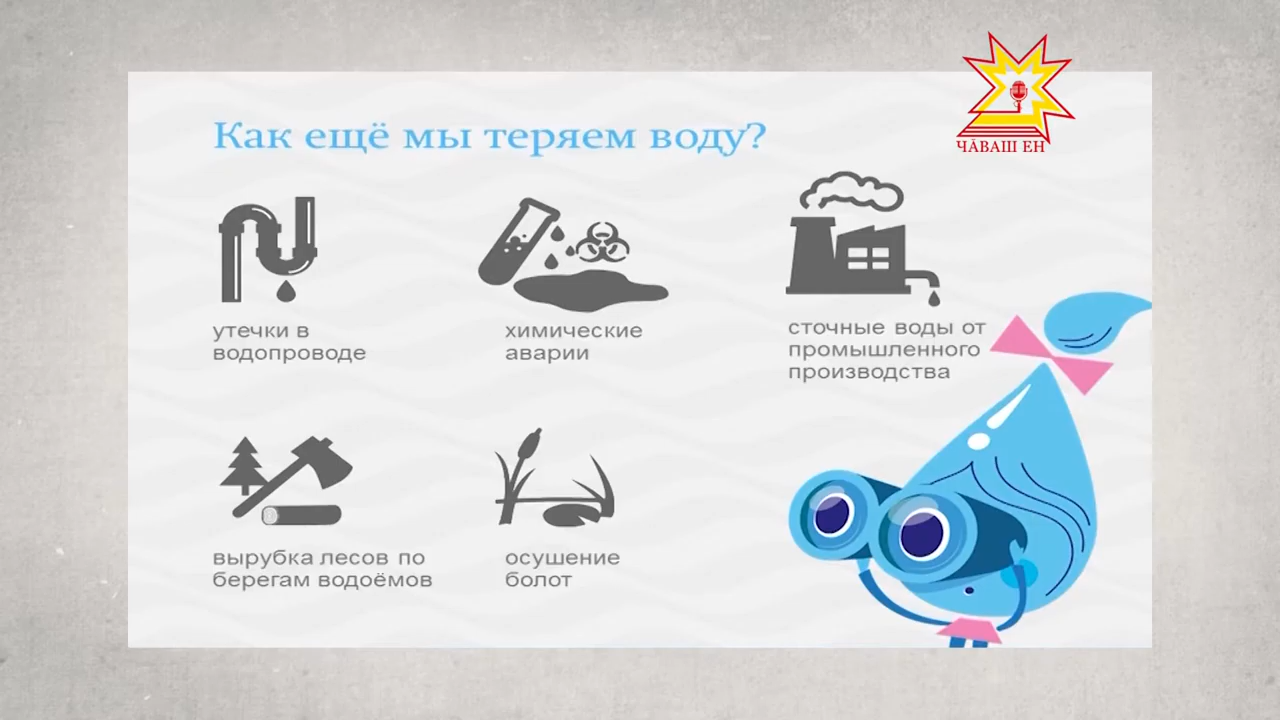 ЧӐВАШ ЕН
Как ещё мы теряем воду?
утечки в
водопроводе
химические
аварии
сточные воды от
промышленного
производства
вырубка лесов по
берегам водоёмов
осушение
болот